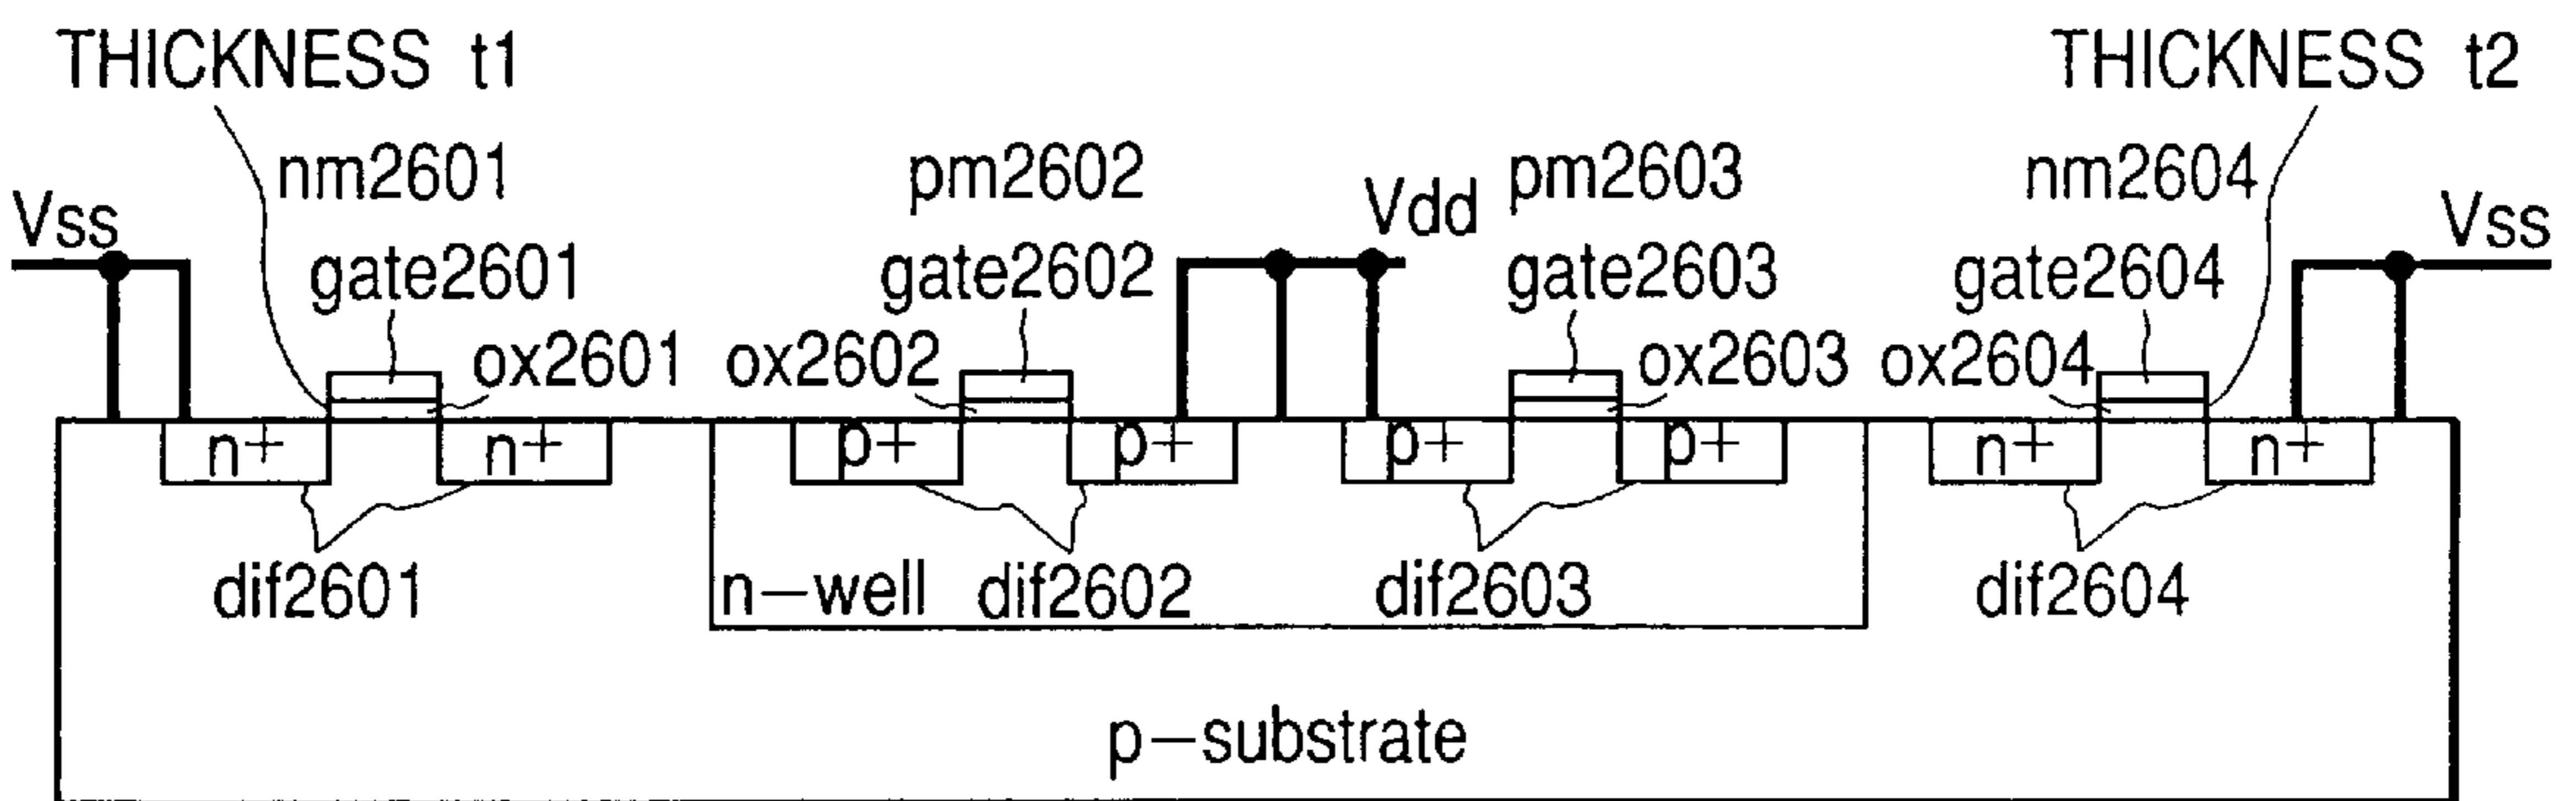 THICKNESS t1 THICKNESS t2
nm2601 pm2602 pm2603 nm2604
Vss Vdd Vss
gate2601 gate2602 gate2603 gate2604
ox2601 ox2602 ox2603 ox2604
n+ n+ p+ p+ p+ p+ n+ n+
dif2601 n-well dif2602 dif2603 dif2604
p-substrate